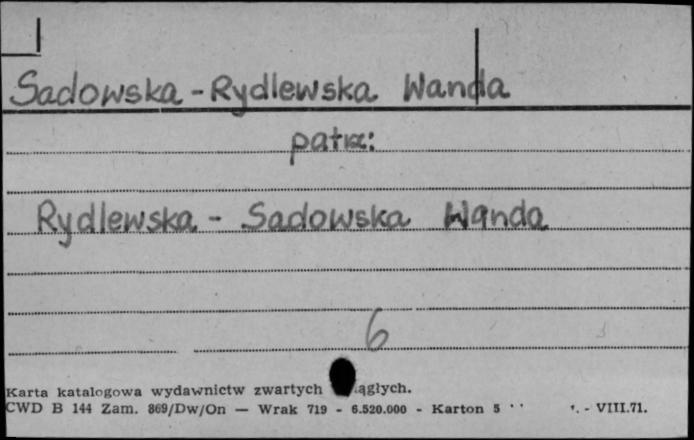 Sadowska - Rydlewska Wanda
patrz:
Rydlewska - Sadowska Wanda
6
Karta katalogowa wydawnictw zwartych
CWD B 144 Zam. 869/Dw/On — Wrak 719 - 6.520.000 - Karton 5 - VIII.71.